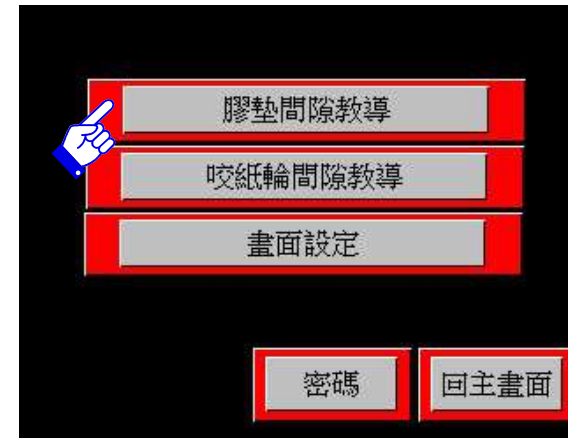 膠墊間隙教導
咬紙輪間隙教導
畫面設定
密碼
回主畫面